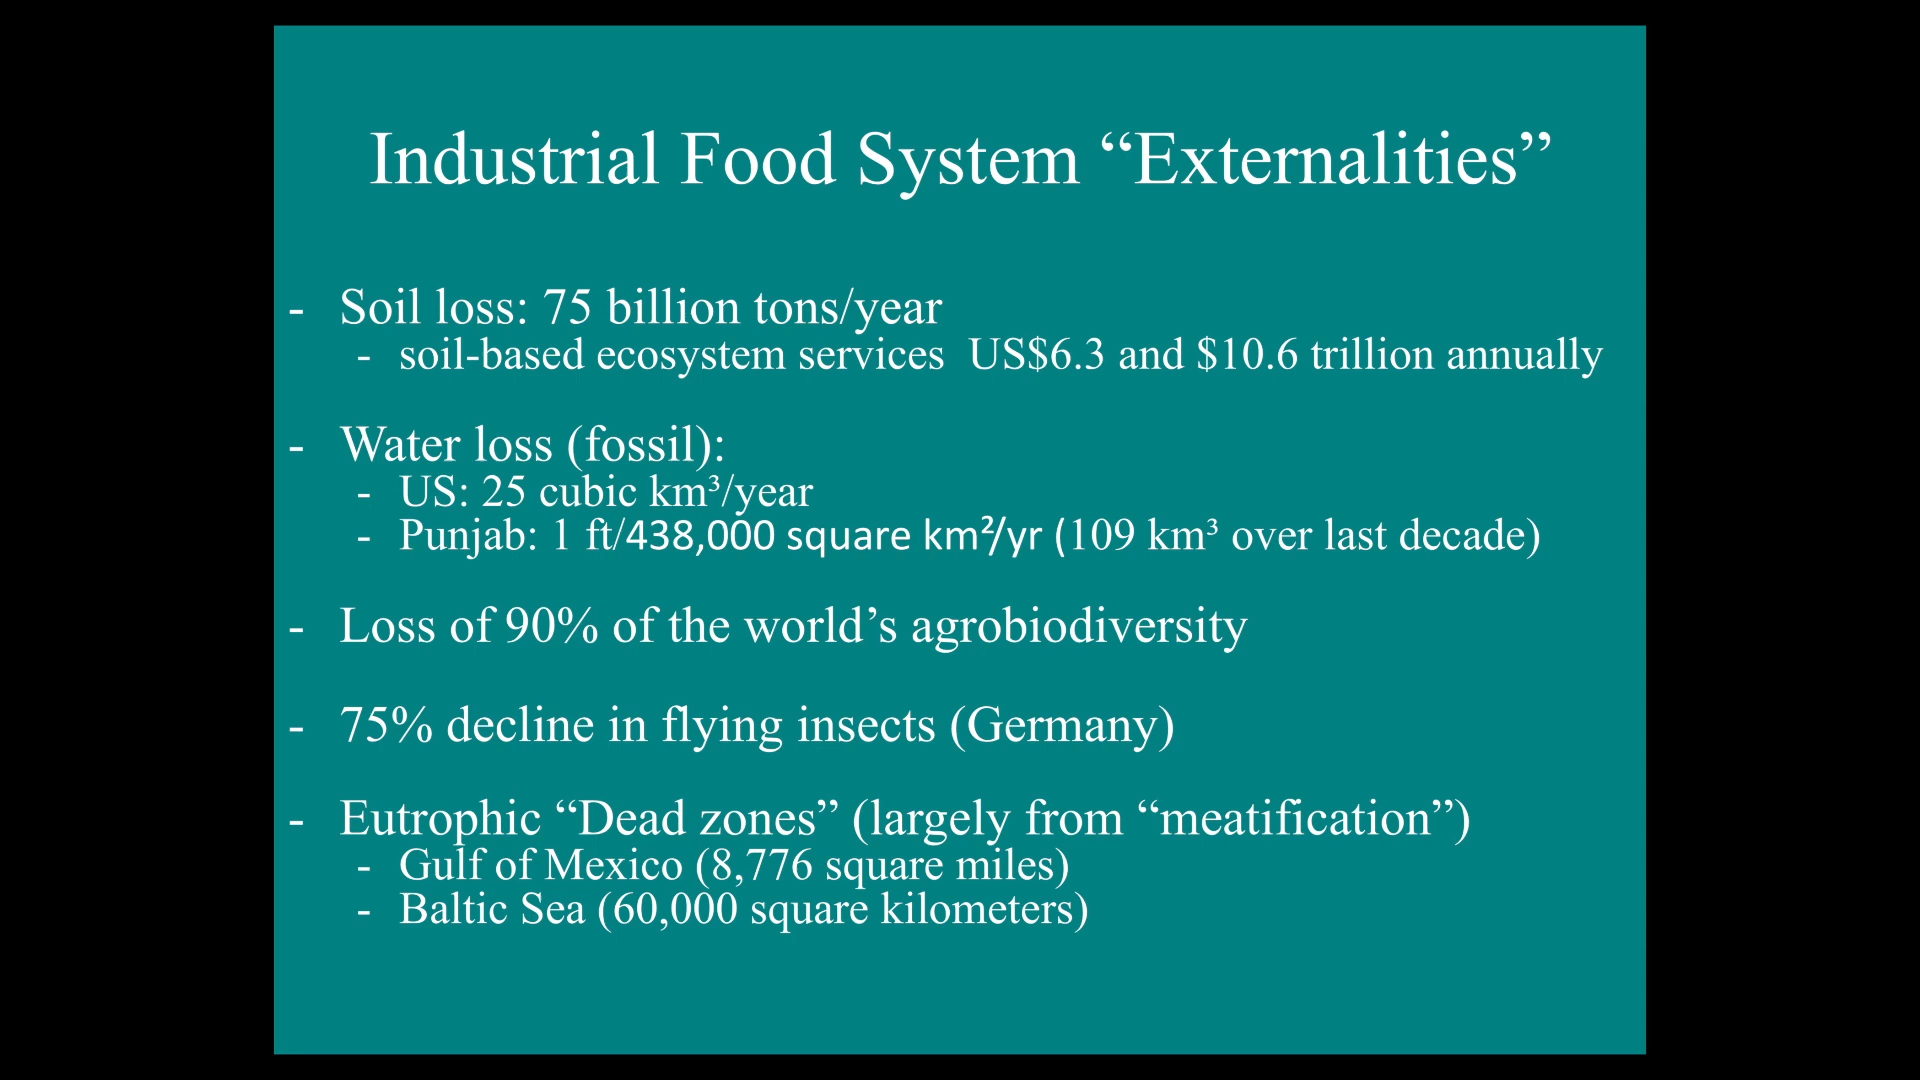 Industrial Food System “Externalities”
- Soil loss: 75 billion tons/year
- soil-based ecosystem services  US$6.3 and $10.6 trillion annually
- Water loss (fossil):
- US: 25 cubic km³/year
- Punjab: 1 ft/438,000 square km²/yr (109 km³ over last decade)
- Loss of 90% of the world’s agrobiodiversity
- 75% decline in flying insects (Germany)
- Eutrophic “Dead zones” (largely from “meatification”)
- Gulf of Mexico (8,776 square miles)
- Baltic Sea (60,000 square kilometers)